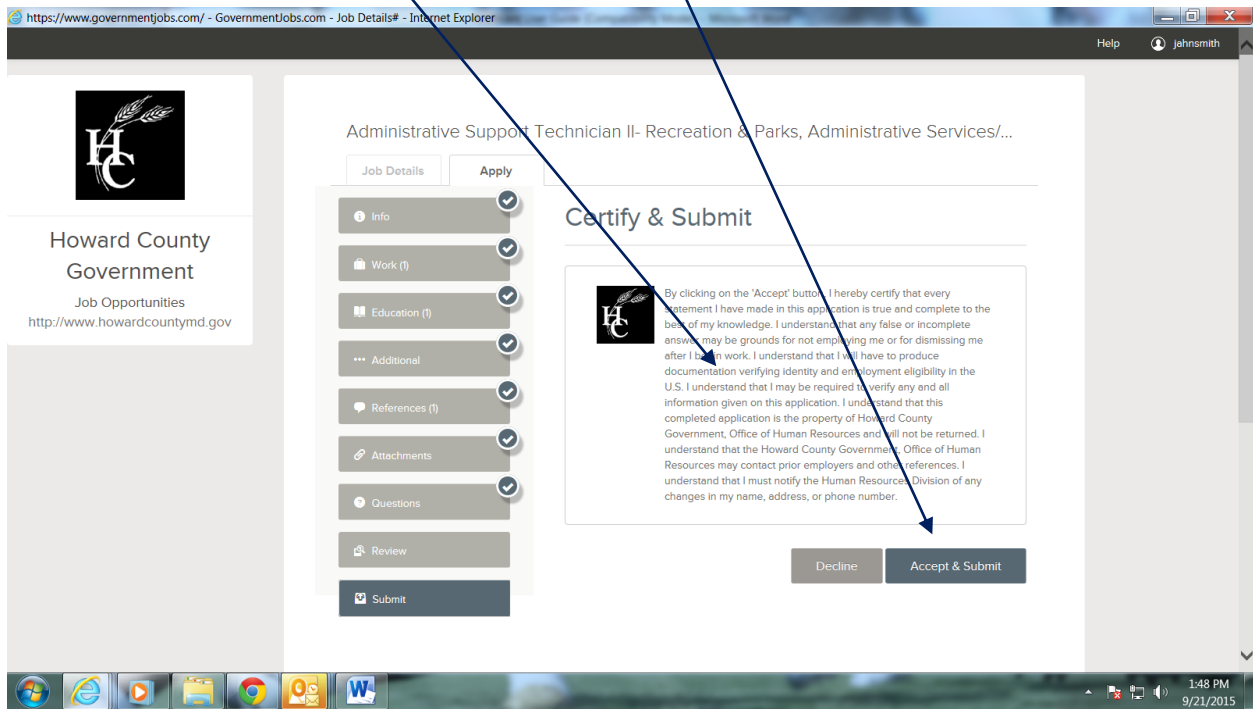 https://www.governmentjobs.com/ - GovernmentJobs.com - Job Details# - Internet Explorer
Help
jahnsmith
HC
Howard County
Government
Job Opportunities
http://www.howardcountymd.gov
Administrative Support Technician II- Recreation & Parks, Administrative Services/...
Job Details
Apply
Info
Work (1)
Education (1)
Additional
References (1)
Attachments
Questions
Review
Submit
Certify & Submit
HC
By clicking on the 'Accept' button, I hereby certify that every
statement I have made in this application is true and complete to the
best of my knowledge. I understand that any false or incomplete
answer may be grounds for not employing me or for dismissing me
after I begin work. I understand that I will have to produce
documentation verifying identity and employment eligibility in the
U.S. I understand that I may be required to verify any and all
information given on this application. I understand that this
completed application is the property of Howard County
Government, Office of Human Resources and will not be returned. I
understand that the Howard County Government, Office of Human
Resources may contact prior employers and other references. I
understand that I must notify the Human Resources Division of any
changes in my name, address, or phone number.
Decline
Accept & Submit
1:48 PM
9/21/2015